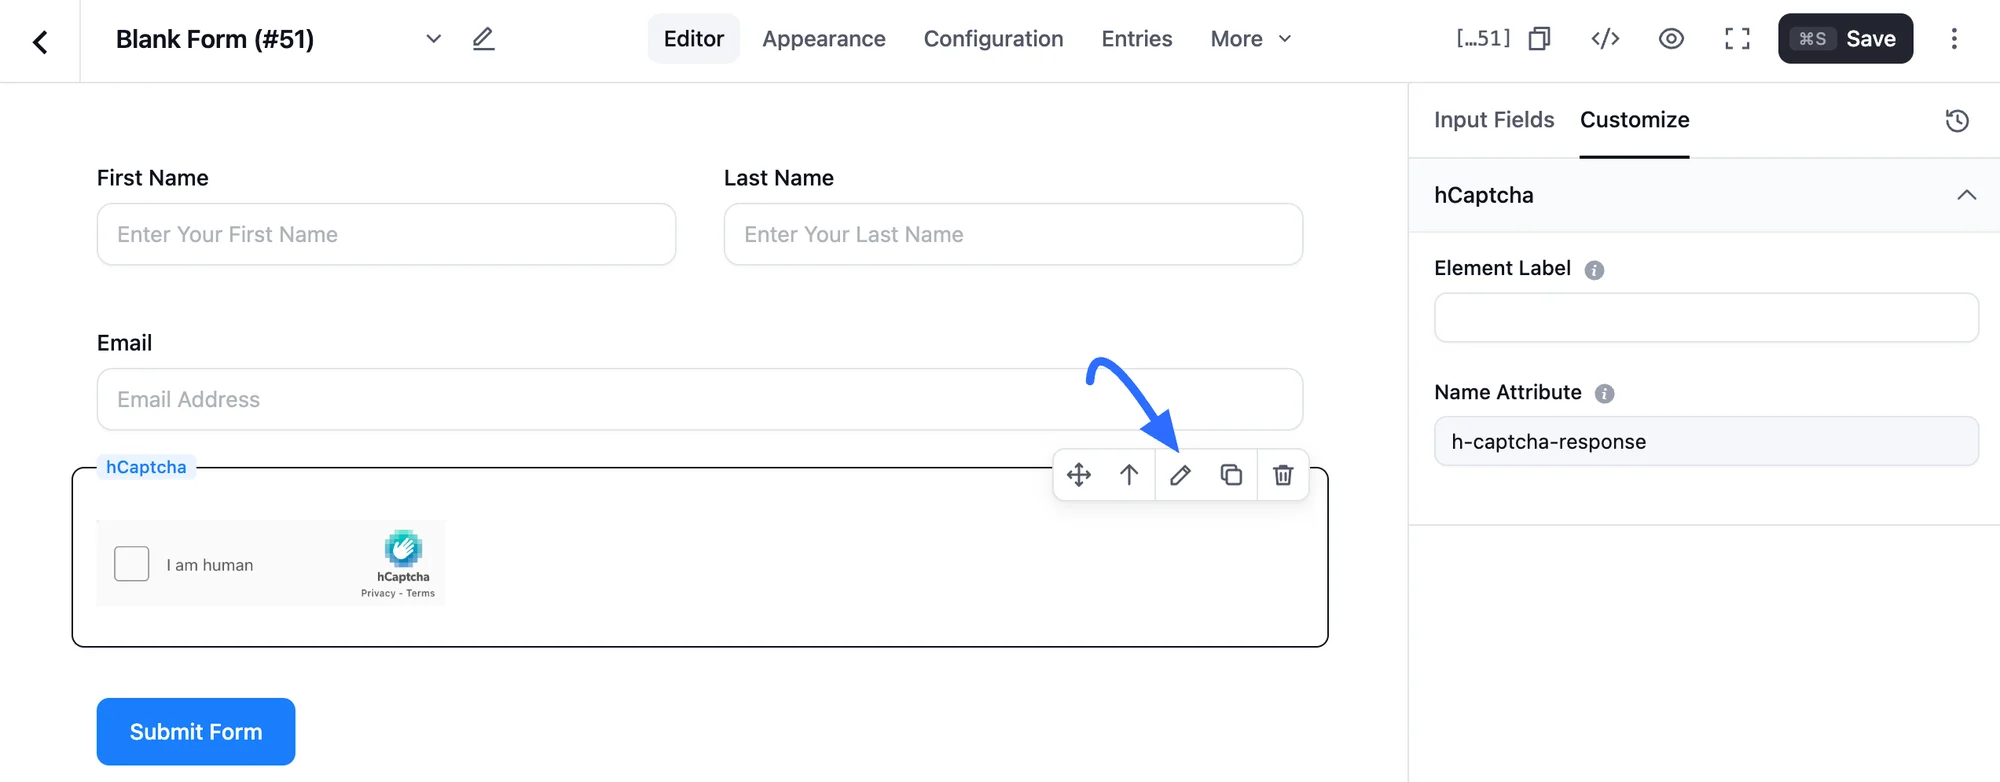 Blank Form (#51)
Editor
Appearance
Configuration
Entries
More
[...51]
</>
⌘S Save
Input Fields
Customize
hCaptcha
Element Label
Name Attribute
h-captcha-response
First Name
Last Name
Enter Your First Name
Enter Your Last Name
Email
Email Address
hCaptcha
I am human
hCaptcha
Privacy - Terms
Submit Form